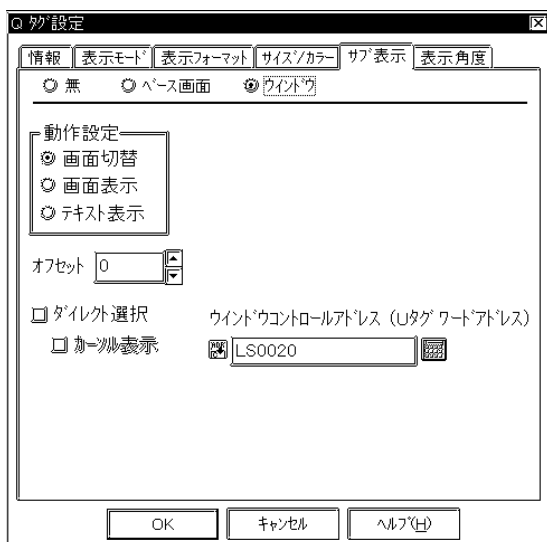 Q ﾀｸﾞ設定
情報 表示ﾓｰﾄﾞ 表示ﾌｫｰﾏｯﾄ ｻｲｽﾞ/ｶﾗｰ ｻﾌﾞ表示 表示角度
無 ﾍﾞｰｽ画面 ｳｲﾝﾄﾞｳ
動作設定
画面切替
画面表示
ﾃｷｽﾄ表示
ｵﾌｾｯﾄ 0
ﾀﾞｲﾚｸﾄ選択
ｳｲﾝﾄﾞｳｺﾝﾄﾛｰﾙｱﾄﾞﾚｽ (Uﾀｸﾞ ﾜｰﾄﾞｱﾄﾞﾚｽ)
ｶｰｿﾙ表示
LS0020
OK ｷｬﾝｾﾙ ﾍﾙﾌﾟ(H)